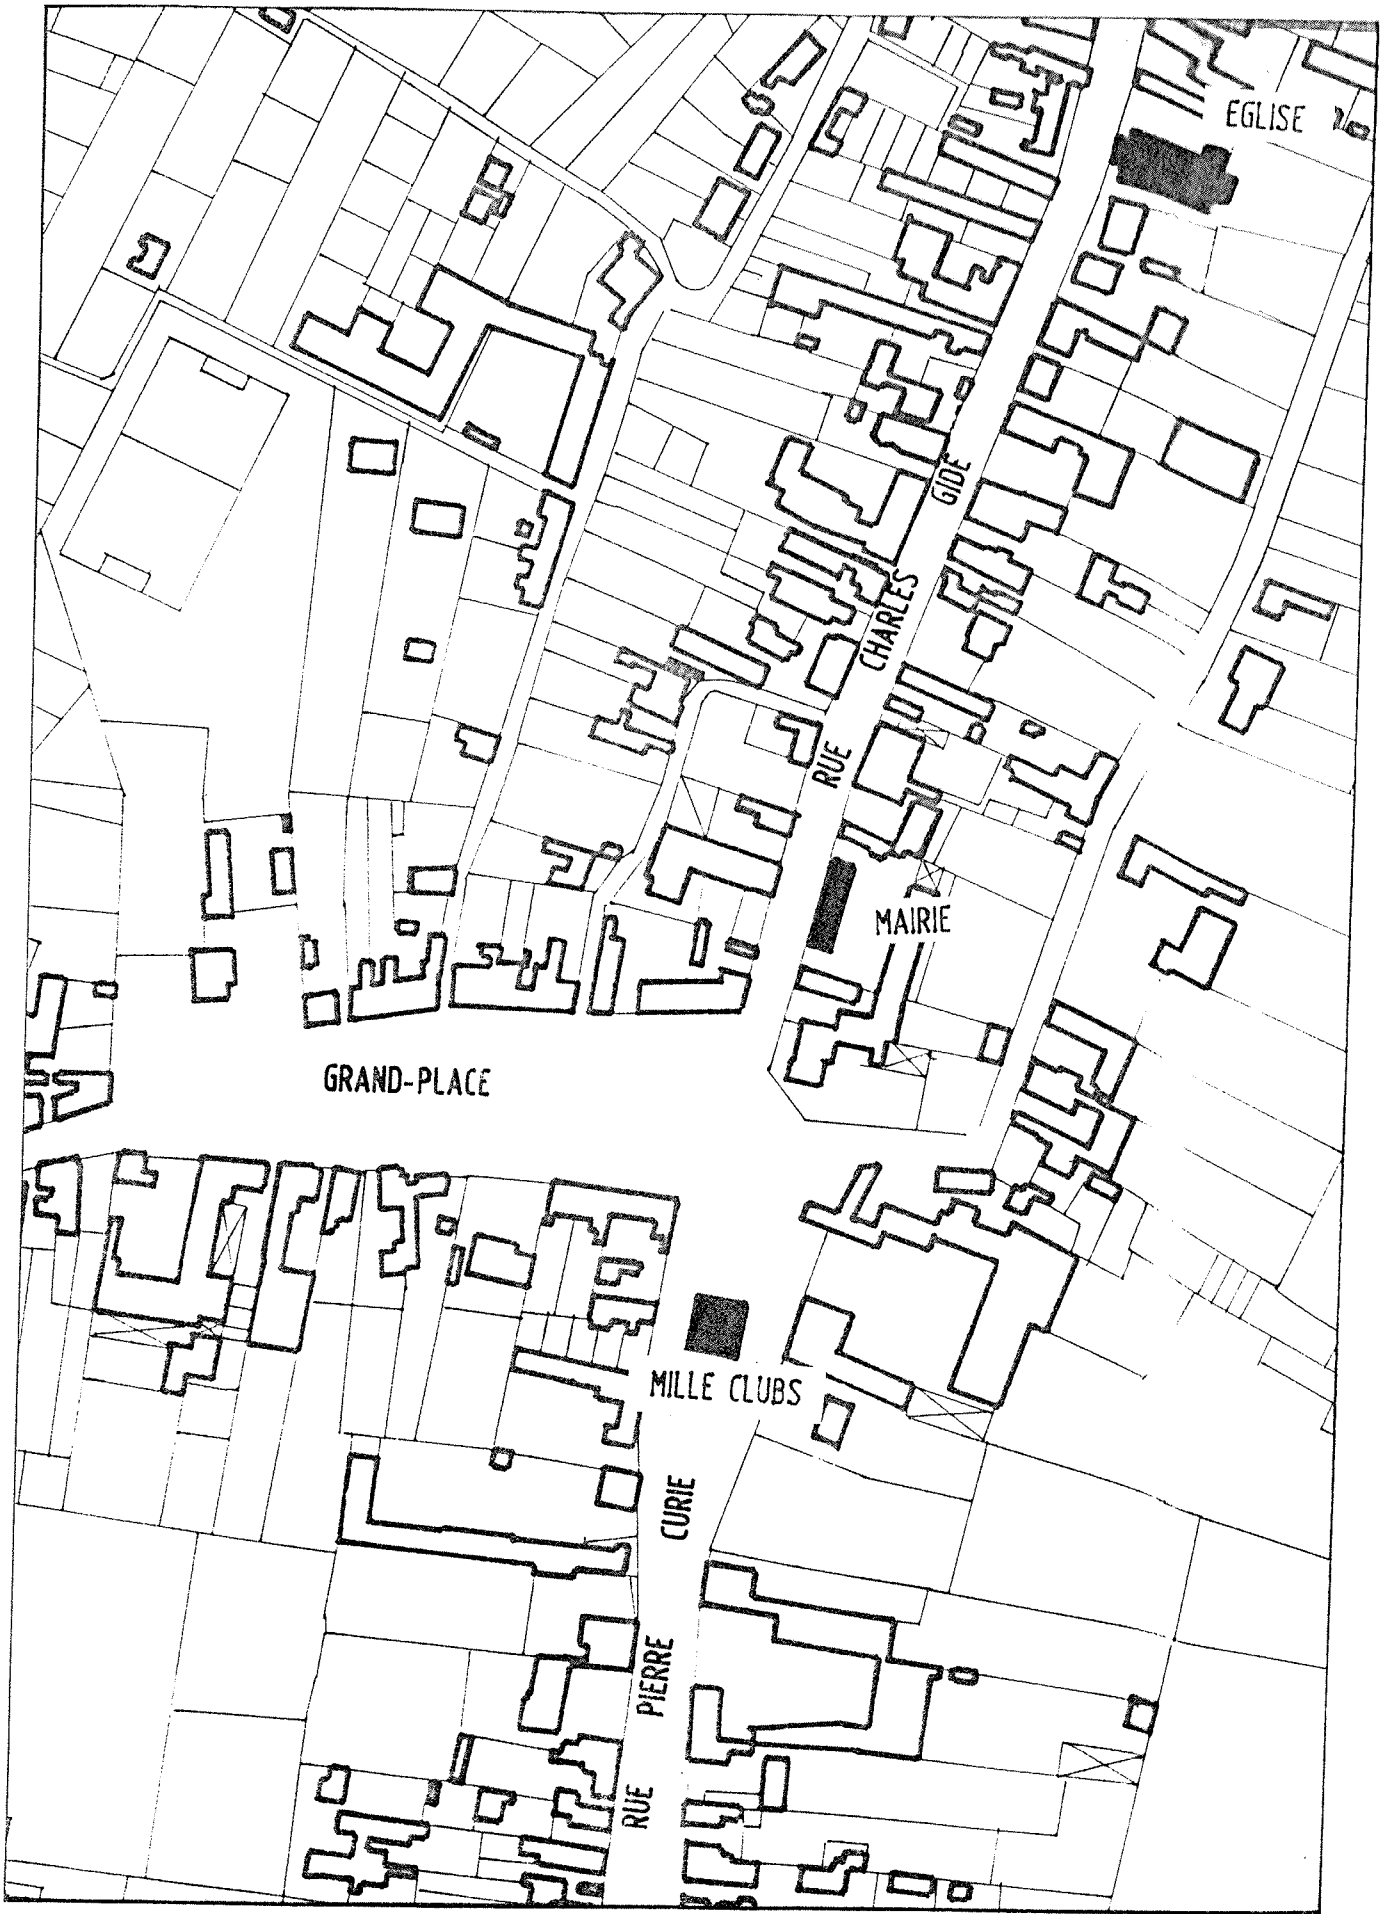 EGLISE
RUE CHARLES GIDE
MAIRIE
GRAND-PLACE
MILLE CLUBS
RUE PIERRE CURIE